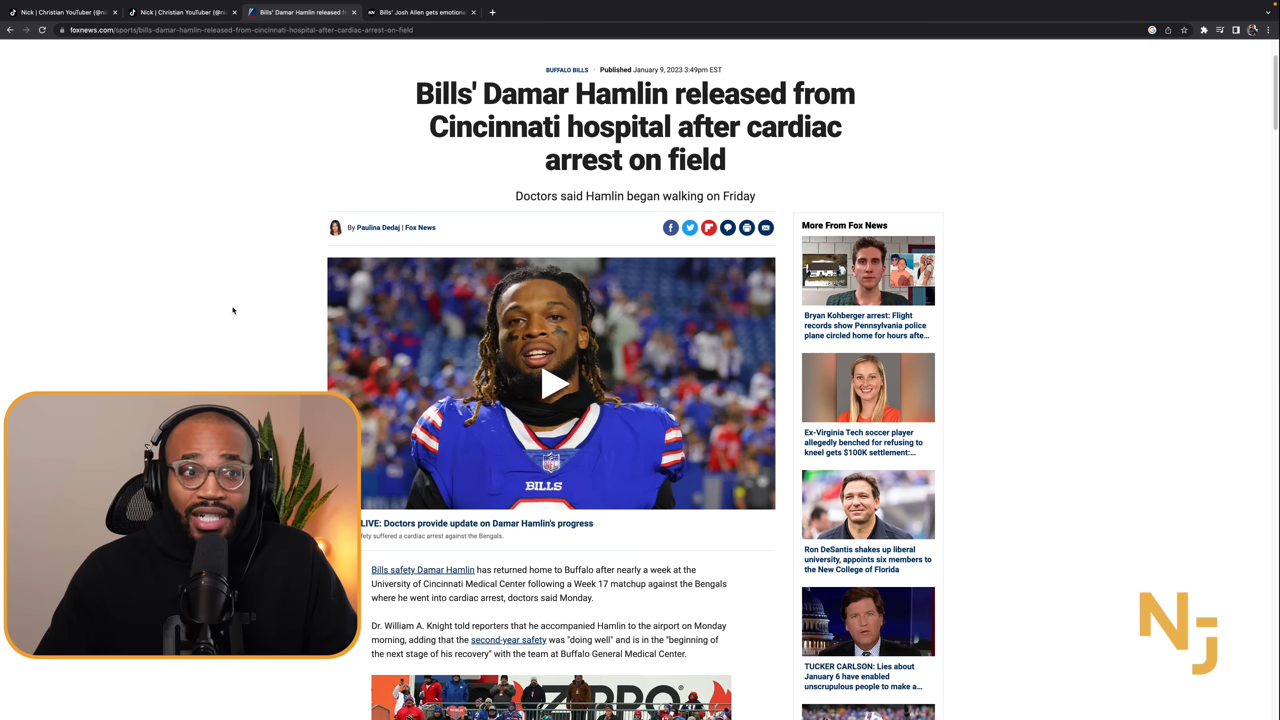 Nick | Christian YouTuber (@ni
Nick | Christian YouTuber (@ni
Bills' Damar Hamlin released fr
Bills' Josh Allen gets emotiona
foxnews.com/sports/bills-damar-hamlin-released-from-cincinnati-hospital-after-cardiac-arrest-on-field
BUFFALO BILLS · Published January 9, 2023 3:49pm EST
Bills' Damar Hamlin released from
Cincinnati hospital after cardiac
arrest on field
Doctors said Hamlin began walking on Friday
By Paulina Dedaj | Fox News
BILLS
LIVE: Doctors provide update on Damar Hamlin's progress
fety suffered a cardiac arrest against the Bengals.
Bills safety Damar Hamlin has returned home to Buffalo after nearly a week at the
University of Cincinnati Medical Center following a Week 17 matchup against the Bengals
where he went into cardiac arrest, doctors said Monday.
Dr. William A. Knight told reporters that he accompanied Hamlin to the airport on Monday
morning, adding that the second-year safety was "doing well" and is in the "beginning of
the next stage of his recovery" with the team at Buffalo General Medical Center.
More From Fox News
Bryan Kohberger arrest: Flight
records show Pennsylvania police
plane circled home for hours afte...
Ex-Virginia Tech soccer player
allegedly benched for refusing to
kneel gets $100K settlement:...
Ron DeSantis shakes up liberal
university, appoints six members to
the New College of Florida
TUCKER CARLSON: Lies about
January 6 have enabled
unscrupulous people to make a...
NJ